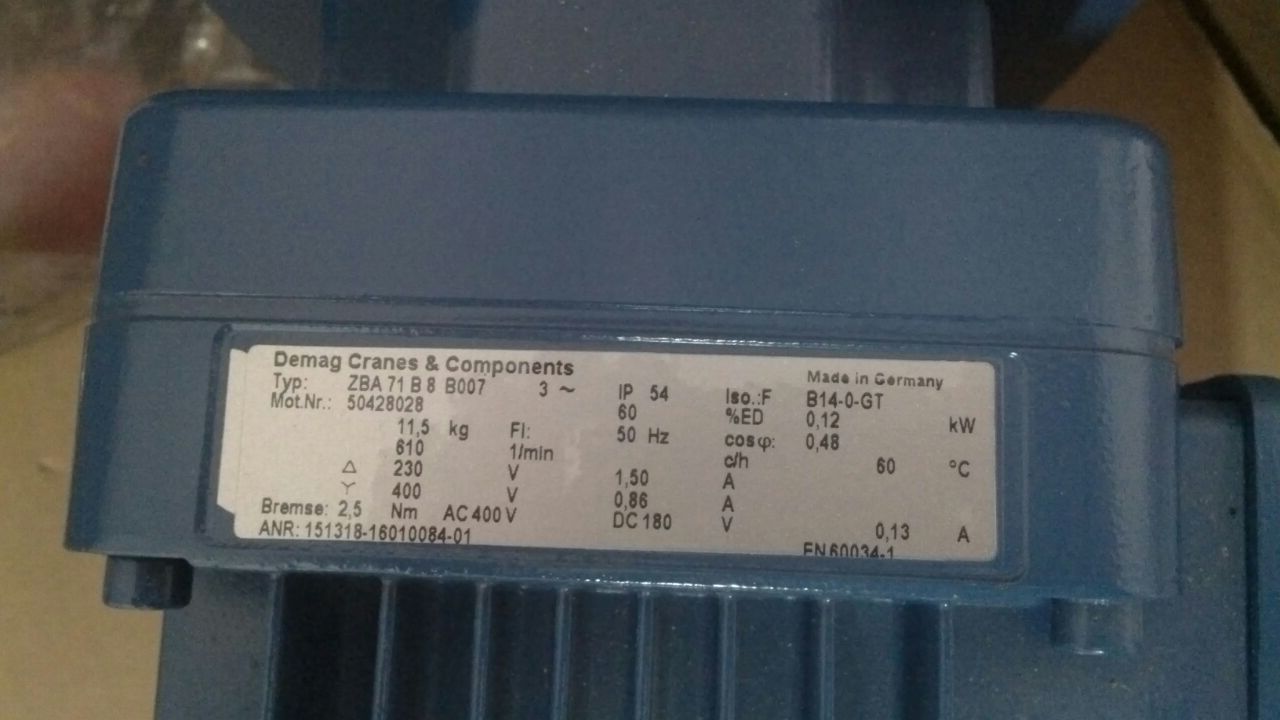 Demag Cranes & Components Made in Germany
Typ: ZBA 71 B 8 B007 3 ~ IP 54 Iso.:F B14-0-GT
Mot.Nr.: 50428028 60 %ED 0,12 kW
11,5 kg FI: 50 Hz cosφ: 0,48
610 1/min c/h 60 °C
△ 230 V 1,50 A
Y 400 V 0,86 A
Bremse: 2,5 Nm AC 400 V DC 180 V 0,13 A
ANR: 151318-16010084-01 EN 60034-1